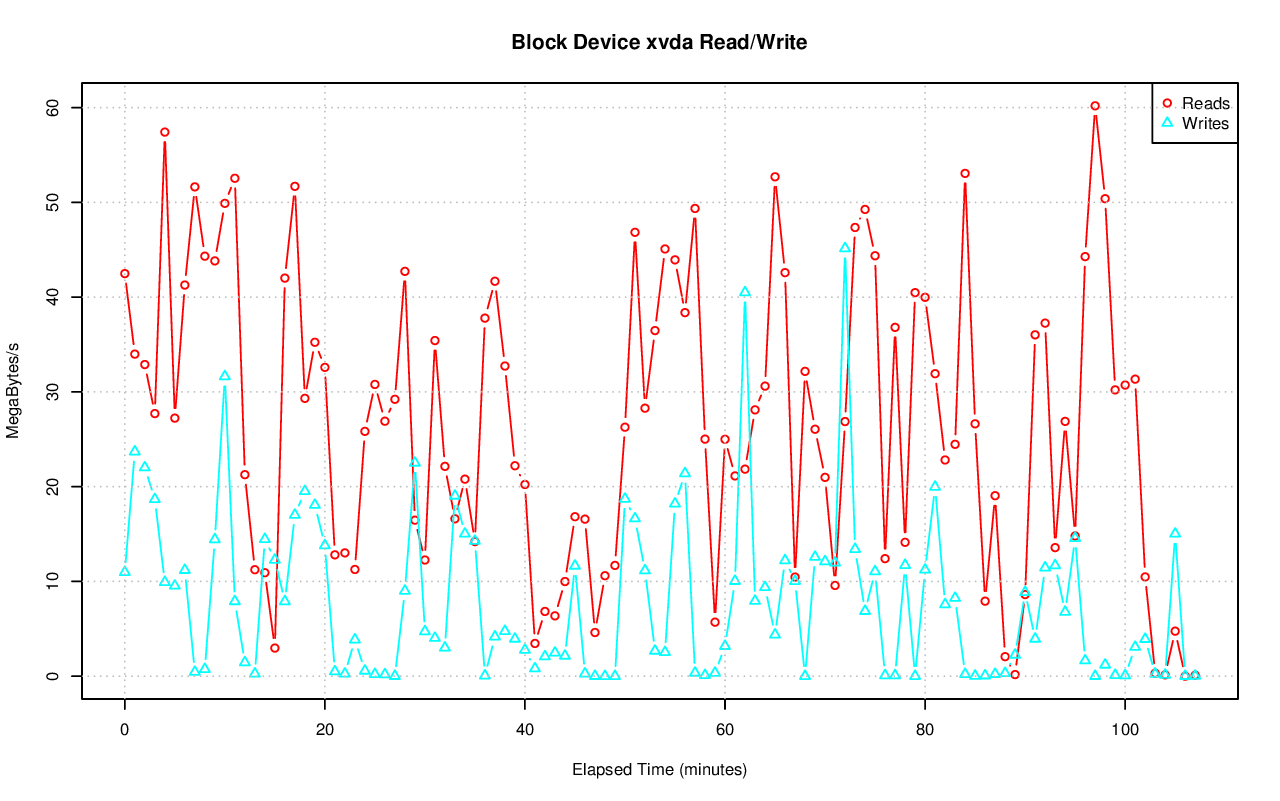 Block Device xvda Read/Write
Reads
Writes
MegaBytes/s
60
50
40
30
20
10
0
0 20 40 60 80 100
Elapsed Time (minutes)